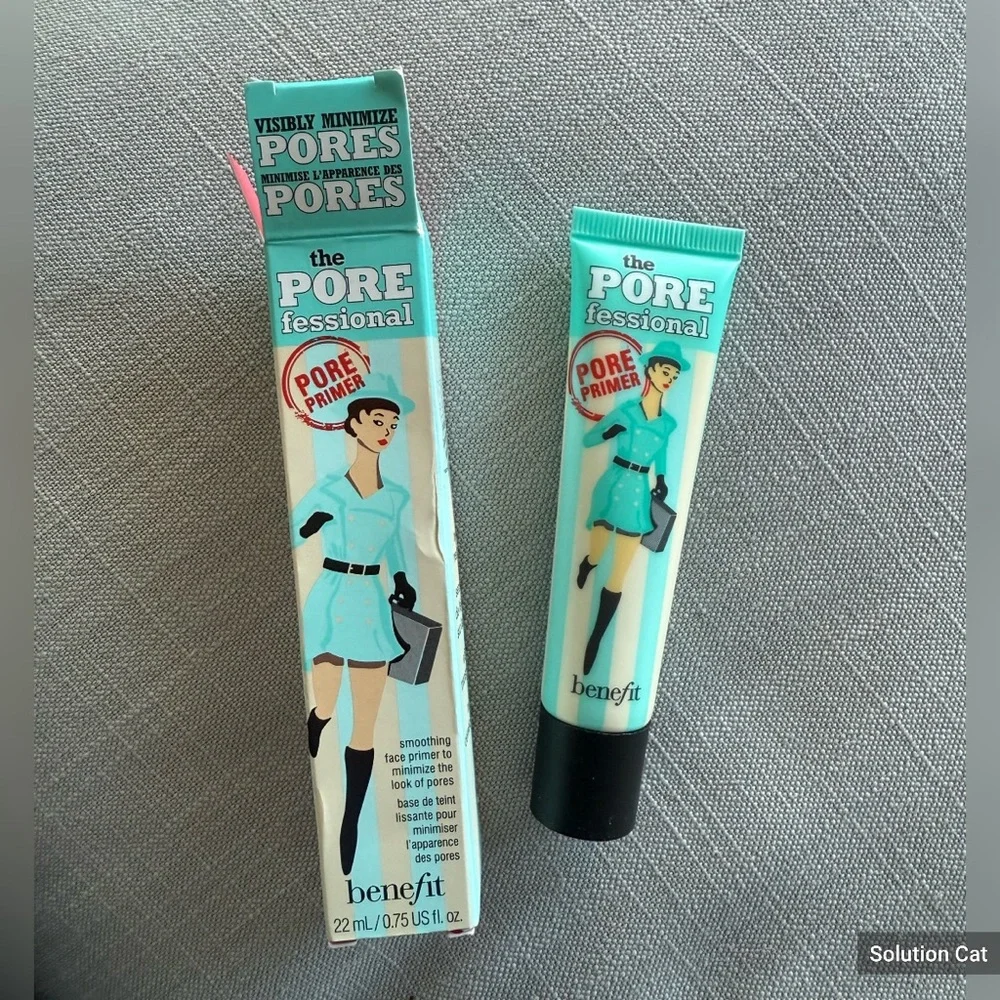 VISIBLY MINIMIZE
PORES
MINIMISE L'APPARENCE DES
PORES
the
PORE
fessional
PORE
PRIMER
smoothing
face primer to
minimize the
look of pores
base de teint
lissante pour
minimiser
l'apparence
des pores
benefit
22 mL / 0.75 US fl. oz.
the
PORE
fessional
PORE
PRIMER
benefit
Solution Cat